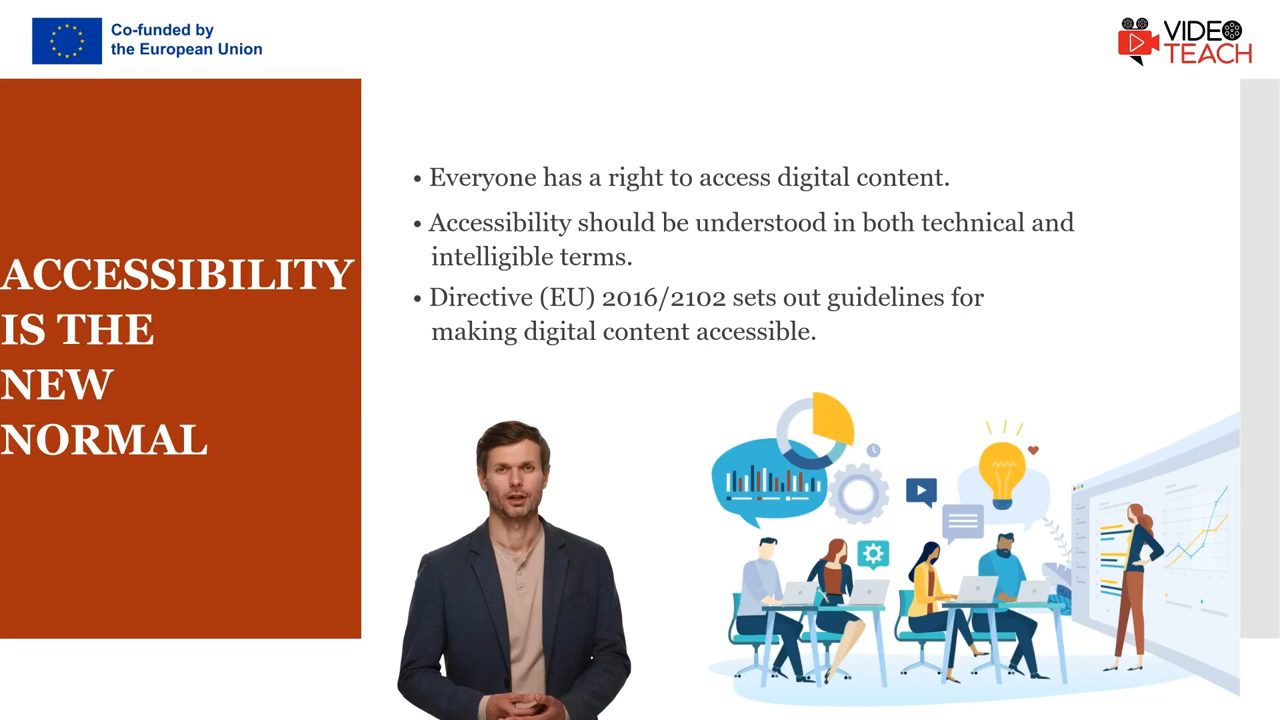 Co-funded by
the European Union
VIDEO
TEACH
ACCESSIBILITY
IS THE
NEW
NORMAL
• Everyone has a right to access digital content.
• Accessibility should be understood in both technical and
intelligible terms.
• Directive (EU) 2016/2102 sets out guidelines for
making digital content accessible.